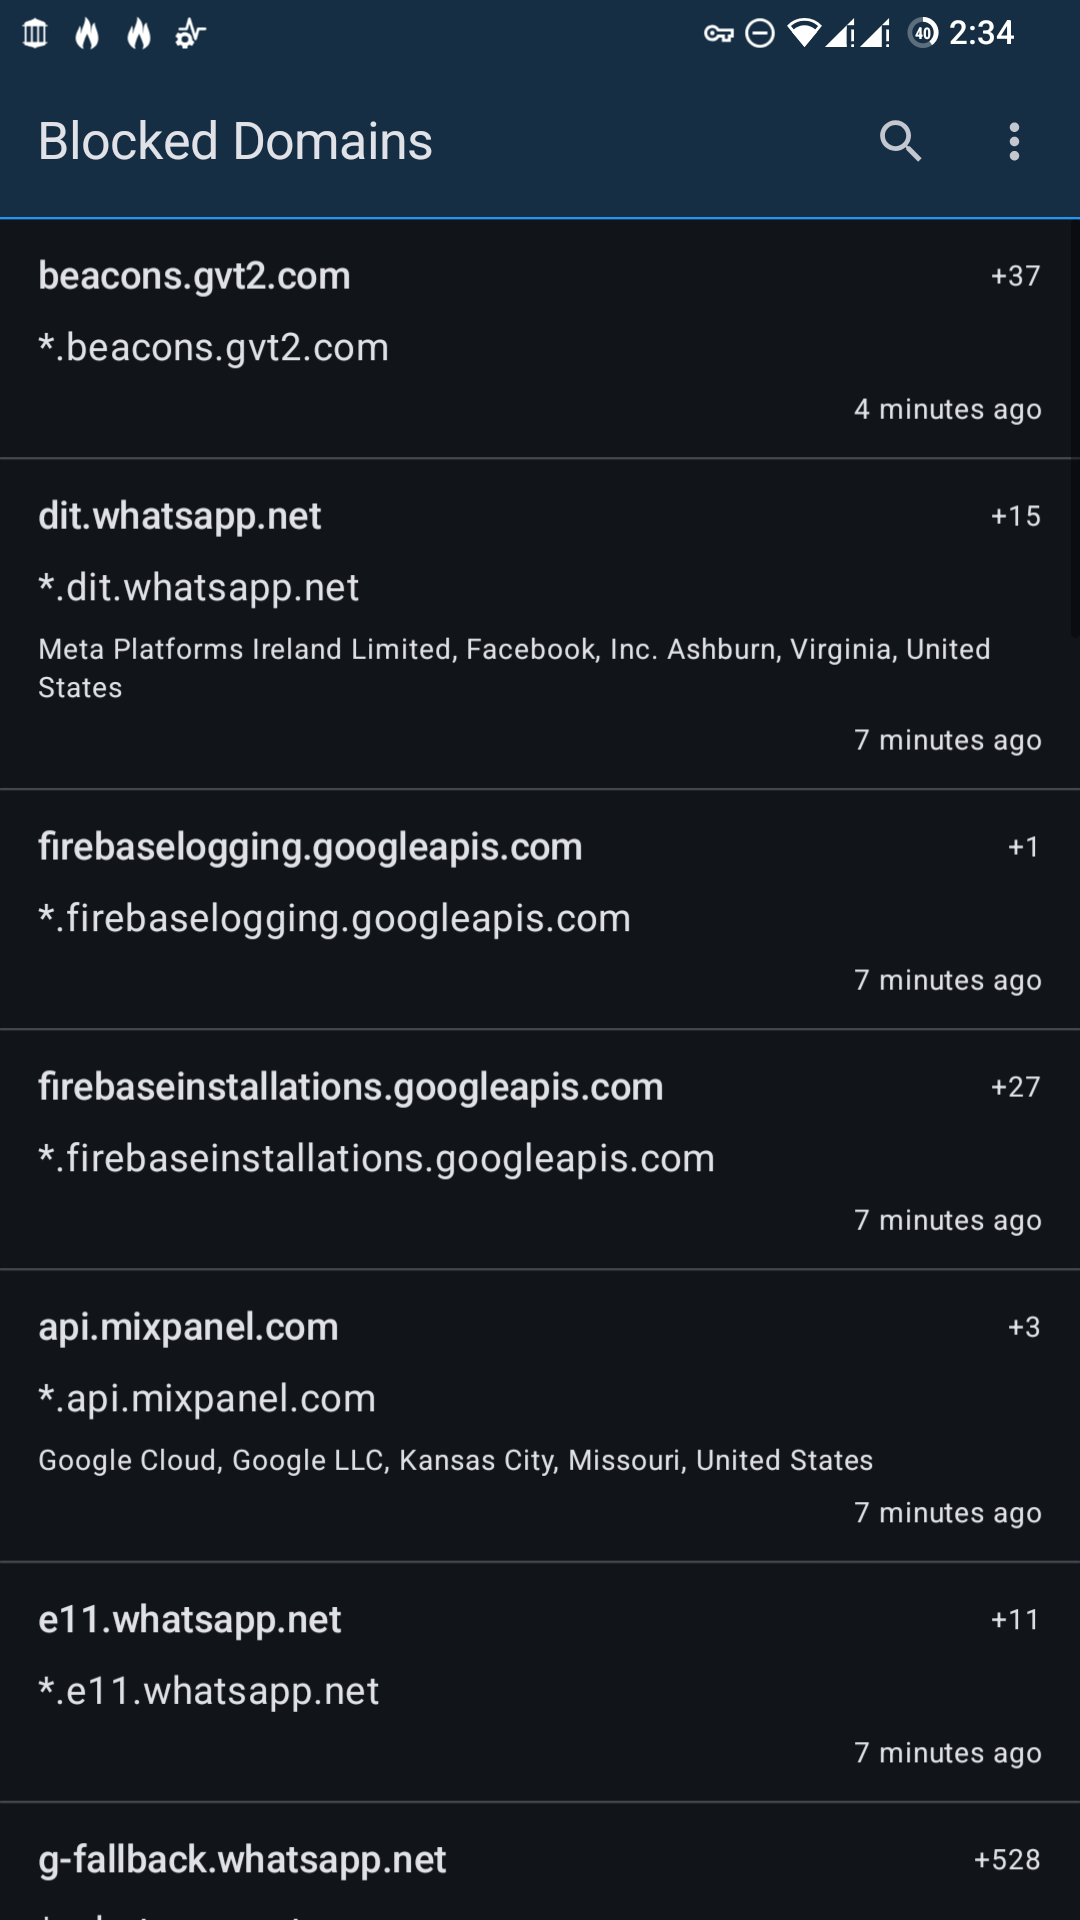 40 2:34
Blocked Domains
beacons.gvt2.com +37
*.beacons.gvt2.com
4 minutes ago
dit.whatsapp.net +15
*.dit.whatsapp.net
Meta Platforms Ireland Limited, Facebook, Inc. Ashburn, Virginia, United
States
7 minutes ago
firebaselogging.googleapis.com +1
*.firebaselogging.googleapis.com
7 minutes ago
firebaseinstallations.googleapis.com +27
*.firebaseinstallations.googleapis.com
7 minutes ago
api.mixpanel.com +3
*.api.mixpanel.com
Google Cloud, Google LLC, Kansas City, Missouri, United States
7 minutes ago
e11.whatsapp.net +11
*.e11.whatsapp.net
7 minutes ago
g-fallback.whatsapp.net +528